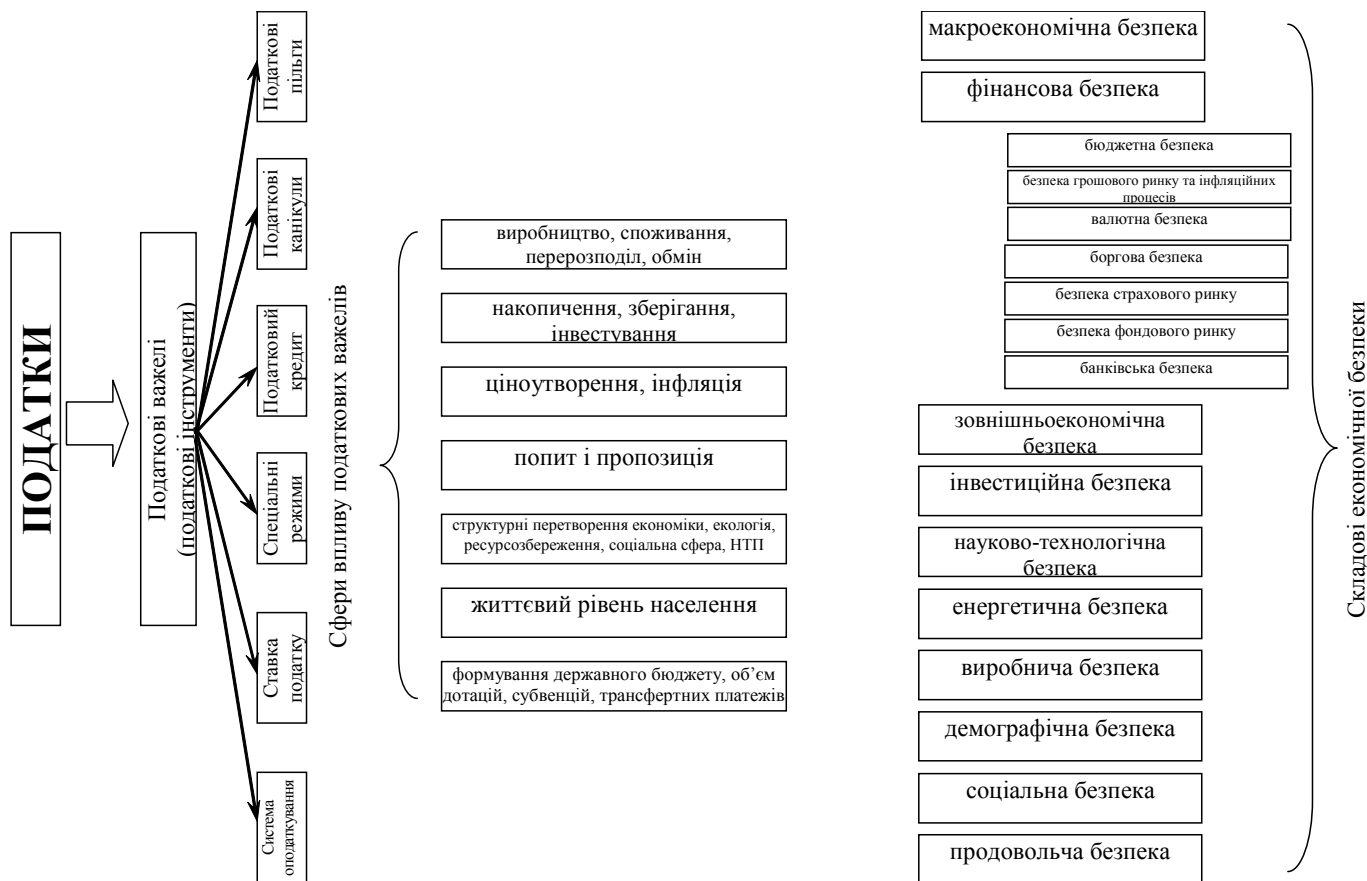 ПОДАТКИ
Податкові важелі
(податкові інструменти)
Податкові
пільги
Податкові
канікули
Податковий
кредит
Спеціальні
режими
Ставка
податку
Система
оподаткування
Сфери впливу податкових важелів
виробництво, споживання,
перерозподіл, обмін
накопичення, зберігання,
інвестування
ціноутворення, інфляція
попит і пропозиція
структурні перетворення економіки, екологія,
ресурсозбереження, соціальна сфера, НТП
життєвий рівень населення
формування державного бюджету, об’єм
дотацій, субвенцій, трансфертних платежів
макроекономічна безпека
фінансова безпека
бюджетна безпека
безпека грошового ринку та інфляційних
процесів
валютна безпека
боргова безпека
безпека страхового ринку
безпека фондового ринку
банківська безпека
зовнішньоекономічна
безпека
інвестиційна безпека
науково-технологічна
безпека
енергетична безпека
виробнича безпека
демографічна безпека
соціальна безпека
продовольча безпека
Складові економічної безпеки